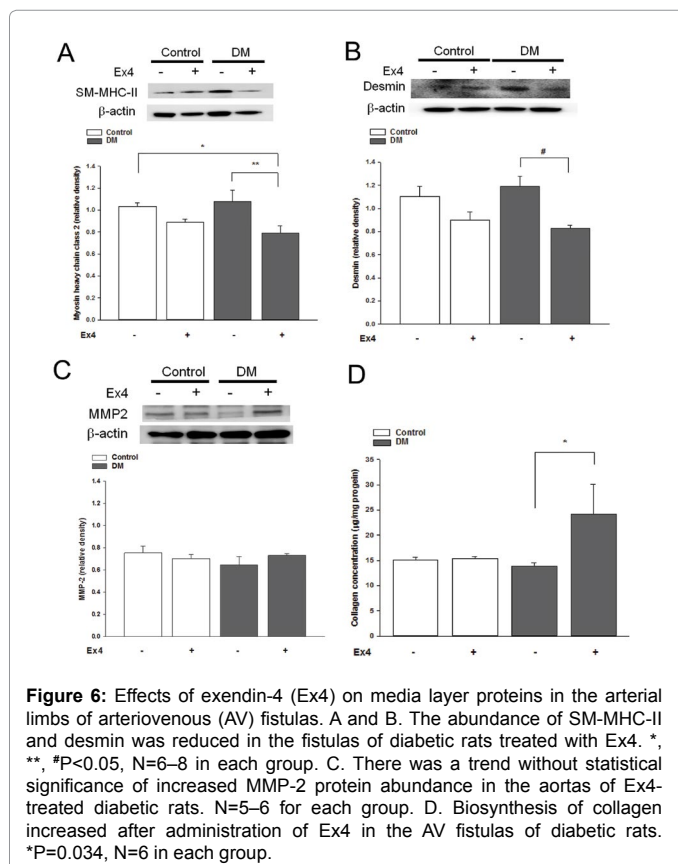 A
Control DM
Ex4 - + - +
SM-MHC-II
β-actin
Control
DM
Myosin heavy chain class 2 (relative density)
1.4
1.2
1.0
0.8
0.6
0.4
0.2
0.0
*
**
Ex4 - + - +
B
Control DM
Ex4 - + - +
Desmin
β-actin
Control
DM
Desmin (relative density)
1.4
1.2
1.0
0.8
0.6
0.4
0.2
0.0
#
Ex4 - + - +
C
Control DM
Ex4 - + - +
MMP2
β-actin
Control
DM
MMP-2 (relative density)
1.0
0.8
0.6
0.4
0.2
0.0
Ex4 - + - +
D
Control
DM
Collagen concentration (μg/mg progein)
35
30
25
20
15
10
5
0
*
Ex4 - + - +
Figure 6: Effects of exendin-4 (Ex4) on media layer proteins in the arterial
limbs of arteriovenous (AV) fistulas. A and B. The abundance of SM-MHC-II
and desmin was reduced in the fistulas of diabetic rats treated with Ex4. *,
**, #P<0.05, N=6–8 in each group. C. There was a trend without statistical
significance of increased MMP-2 protein abundance in the aortas of Ex4-
treated diabetic rats. N=5–6 for each group. D. Biosynthesis of collagen
increased after administration of Ex4 in the AV fistulas of diabetic rats.
*P=0.034, N=6 in each group.